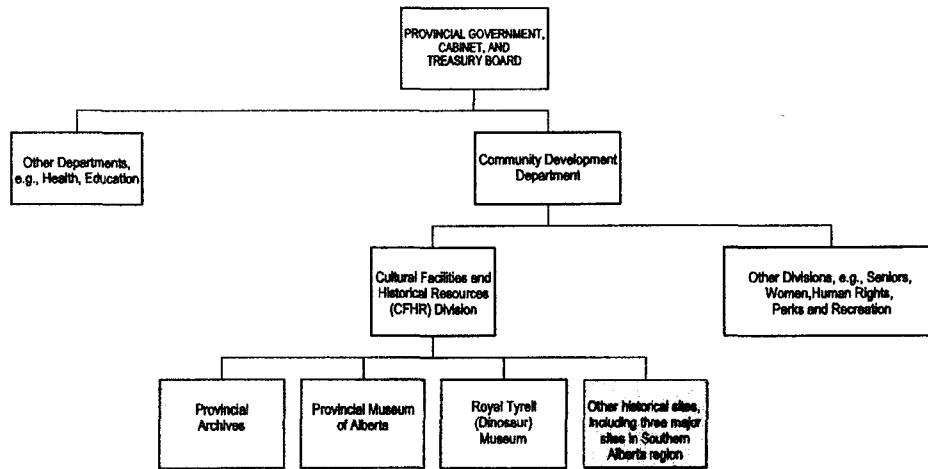 PROVINCIAL GOVERNMENT,
CABINET, AND
TREASURY BOARD
Other Departments,
e.g., Health, Education
Community Development
Department
Cultural Facilities and
Historical Resources
(CFHR) Division
Other Divisions, e.g., Seniors,
Women,Human Rights,
Parks and Recreation
Provincial
Archives
Provincial Museum
of Alberta
Royal Tyrell
(Dinosaur)
Museum
Other historical sites,
including three major
sites in Southern
Alberta region